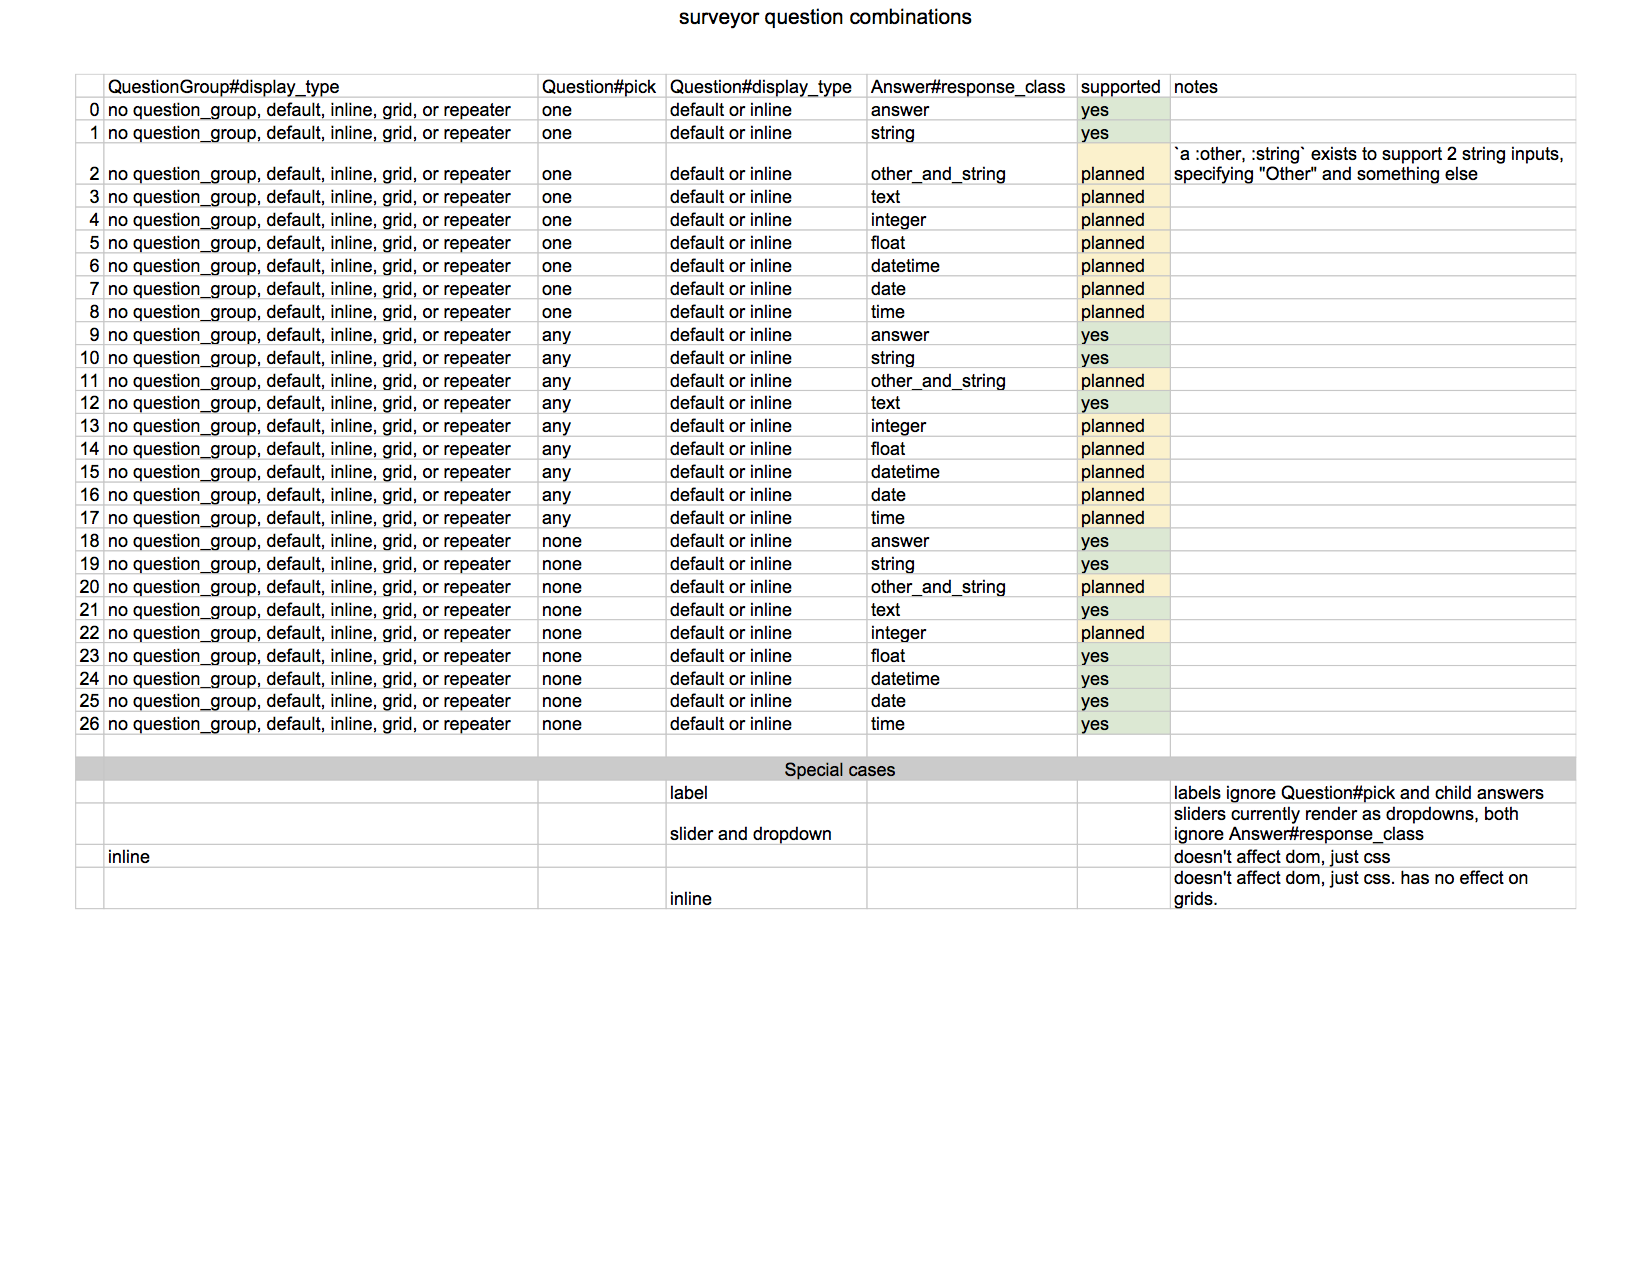 surveyor question combinations
QuestionGroup#display_type Question#pick Question#display_type Answer#response_class supported notes
0 no question_group, default, inline, grid, or repeater one default or inline answer yes
1 no question_group, default, inline, grid, or repeater one default or inline string yes
`a :other, :string` exists to support 2 string inputs,
2 no question_group, default, inline, grid, or repeater one default or inline other_and_string planned specifying "Other" and something else
3 no question_group, default, inline, grid, or repeater one default or inline text planned
4 no question_group, default, inline, grid, or repeater one default or inline integer planned
5 no question_group, default, inline, grid, or repeater one default or inline float planned
6 no question_group, default, inline, grid, or repeater one default or inline datetime planned
7 no question_group, default, inline, grid, or repeater one default or inline date planned
8 no question_group, default, inline, grid, or repeater one default or inline time planned
9 no question_group, default, inline, grid, or repeater any default or inline answer yes
10 no question_group, default, inline, grid, or repeater any default or inline string yes
11 no question_group, default, inline, grid, or repeater any default or inline other_and_string planned
12 no question_group, default, inline, grid, or repeater any default or inline text yes
13 no question_group, default, inline, grid, or repeater any default or inline integer planned
14 no question_group, default, inline, grid, or repeater any default or inline float planned
15 no question_group, default, inline, grid, or repeater any default or inline datetime planned
16 no question_group, default, inline, grid, or repeater any default or inline date planned
17 no question_group, default, inline, grid, or repeater any default or inline time planned
18 no question_group, default, inline, grid, or repeater none default or inline answer yes
19 no question_group, default, inline, grid, or repeater none default or inline string yes
20 no question_group, default, inline, grid, or repeater none default or inline other_and_string planned
21 no question_group, default, inline, grid, or repeater none default or inline text yes
22 no question_group, default, inline, grid, or repeater none default or inline integer planned
23 no question_group, default, inline, grid, or repeater none default or inline float yes
24 no question_group, default, inline, grid, or repeater none default or inline datetime yes
25 no question_group, default, inline, grid, or repeater none default or inline date yes
26 no question_group, default, inline, grid, or repeater none default or inline time yes
Special cases
label labels ignore Question#pick and child answers
sliders currently render as dropdowns, both
slider and dropdown ignore Answer#response_class
inline doesn't affect dom, just css
doesn't affect dom, just css. has no effect on
inline grids.